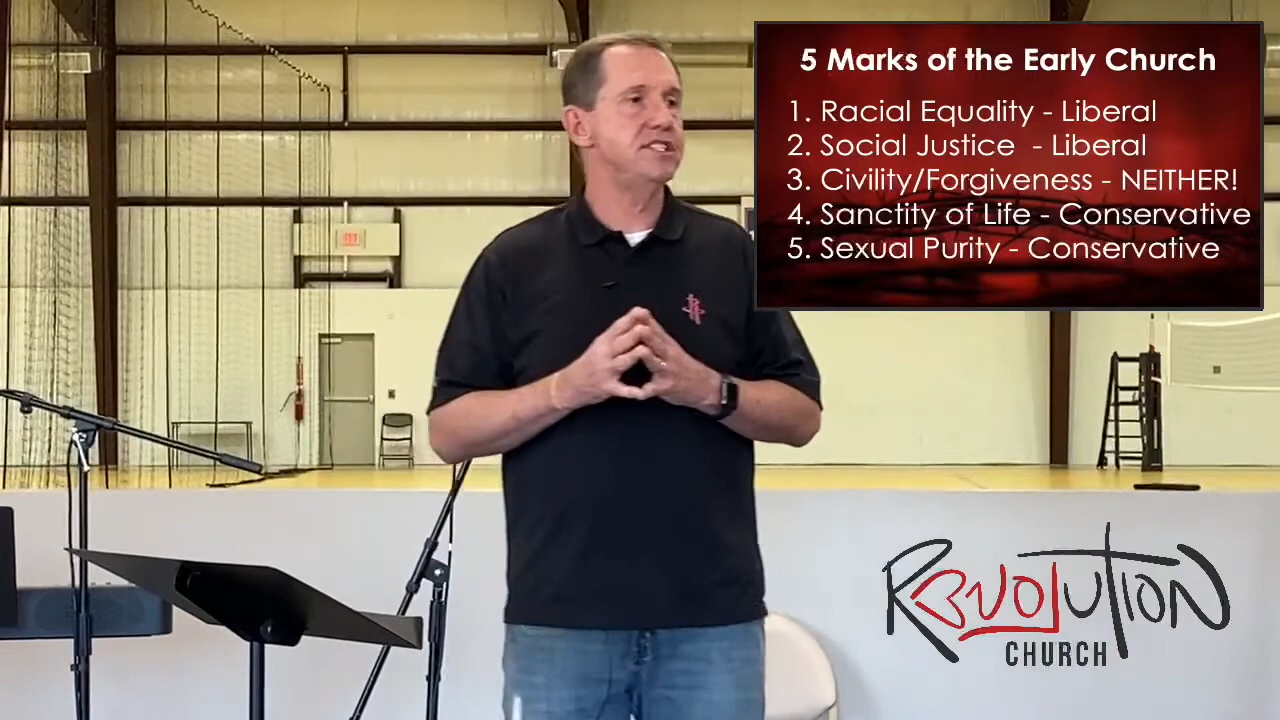 5 Marks of the Early Church
1. Racial Equality - Liberal
2. Social Justice - Liberal
3. Civility/Forgiveness - NEITHER!
4. Sanctity of Life - Conservative
5. Sexual Purity - Conservative
REVOLUTION
CHURCH